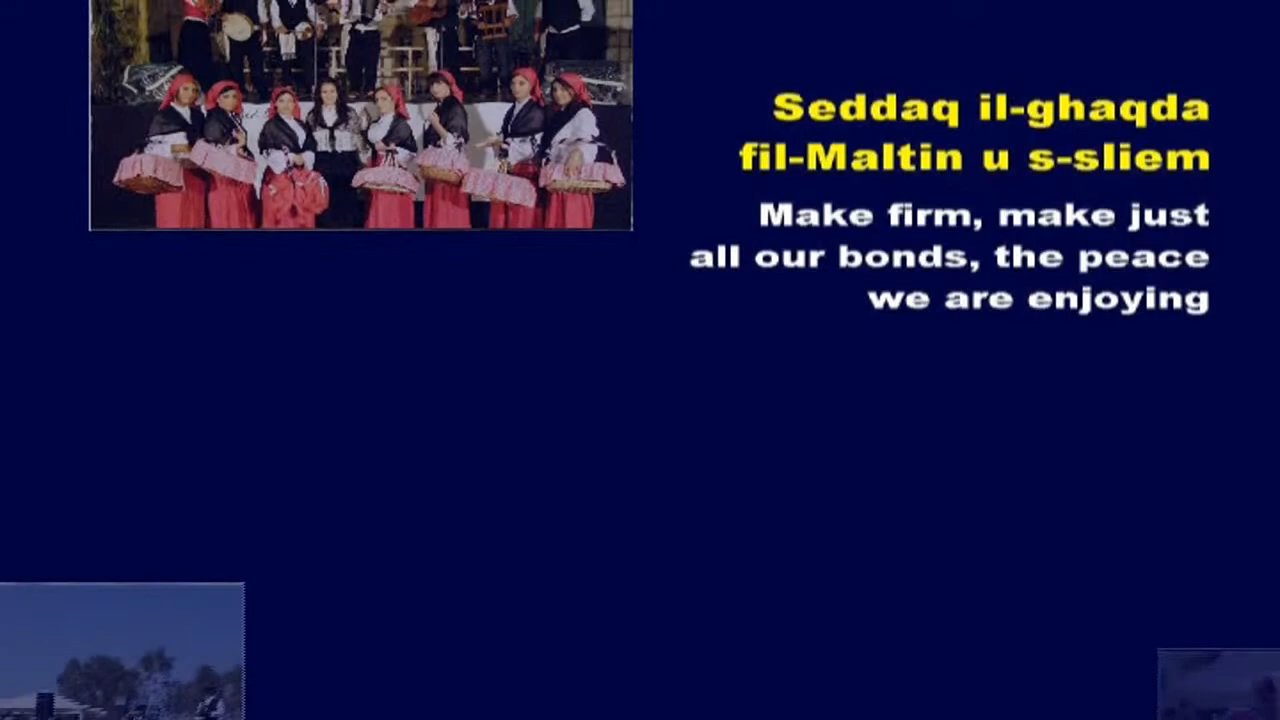 Seddaq il-ghaqda
fil-Maltin u s-sliem
Make firm, make just
all our bonds, the peace
we are enjoying